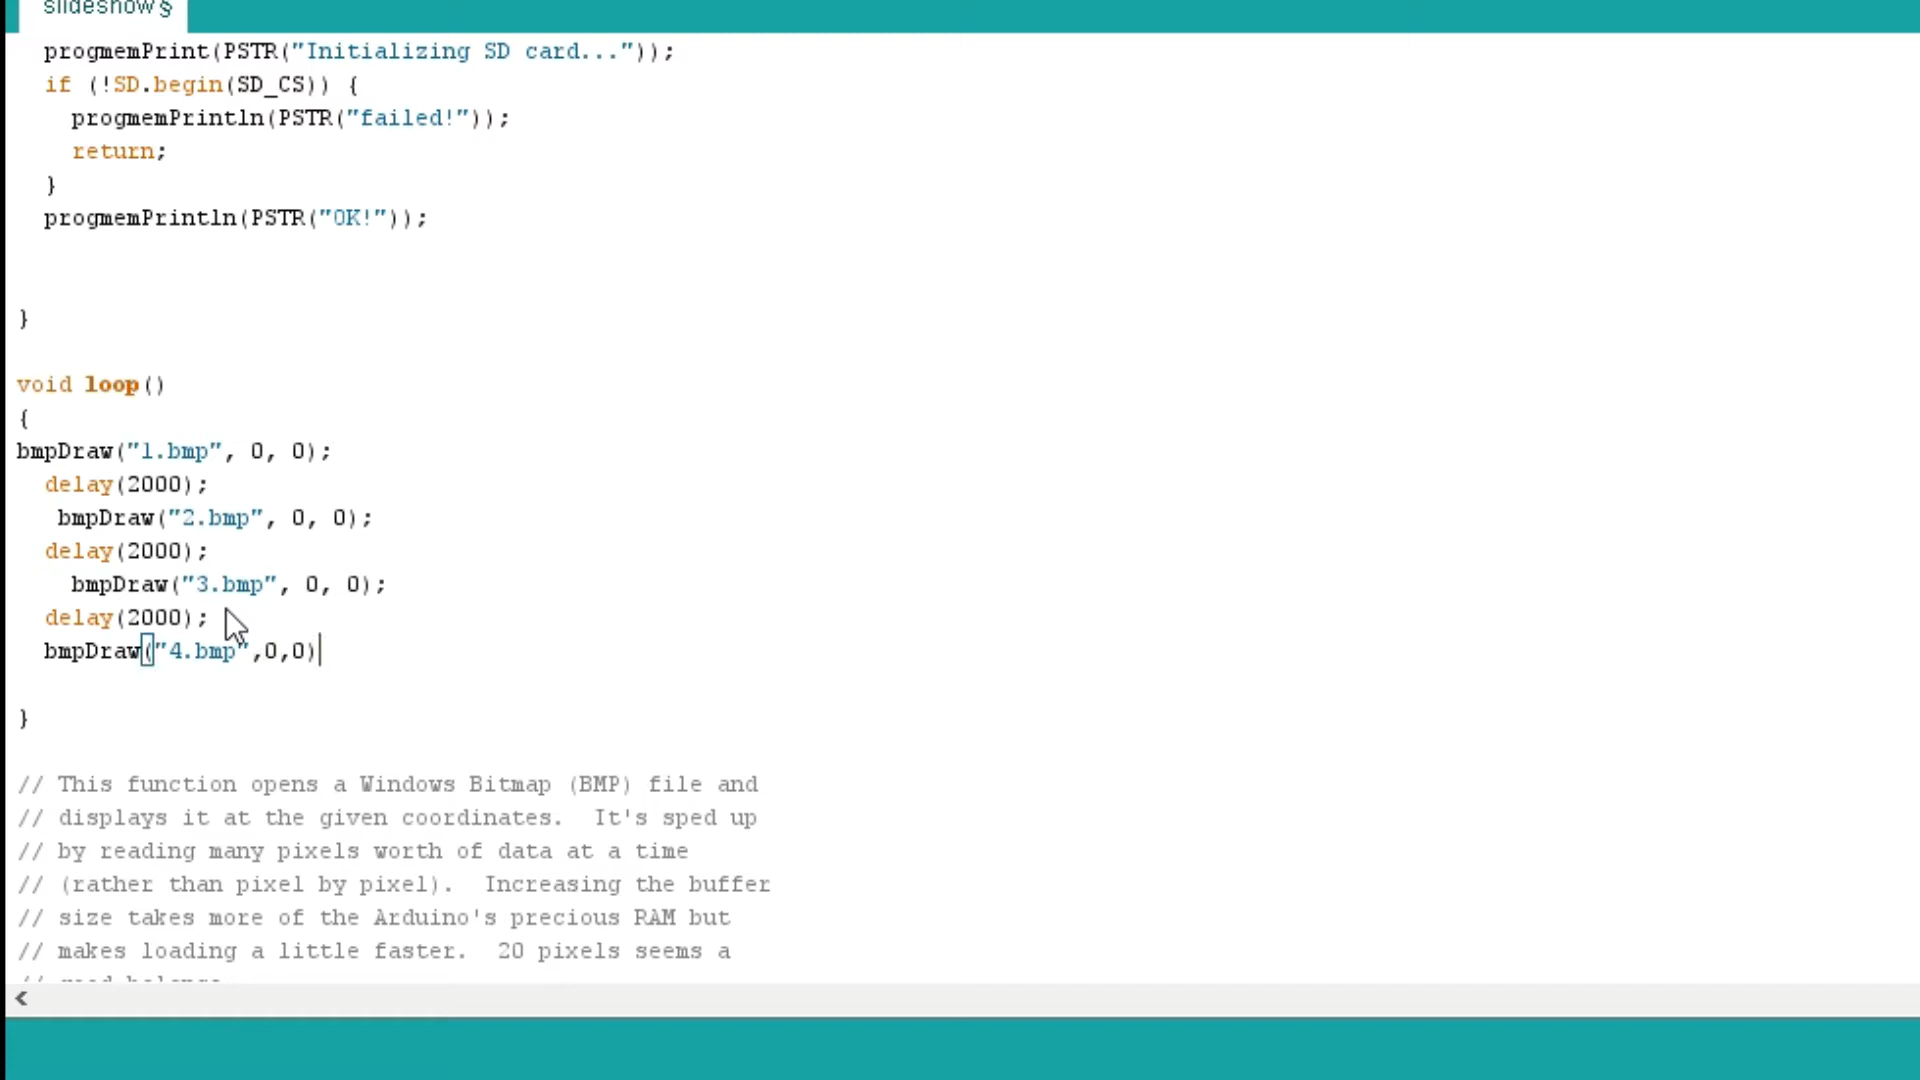 slideshow§
progmemPrint(PSTR("Initializing SD card..."));
if (!SD.begin(SD_CS)) {
progmemPrintln(PSTR("failed!"));
return;
}
progmemPrintln(PSTR("OK!"));
}
void loop()
{
bmpDraw("1.bmp", 0, 0);
delay(2000);
bmpDraw("2.bmp", 0, 0);
delay(2000);
bmpDraw("3.bmp", 0, 0);
delay(2000);
bmpDraw("4.bmp",0,0)
}
// This function opens a Windows Bitmap (BMP) file and
// displays it at the given coordinates.  It's sped up
// by reading many pixels worth of data at a time
// (rather than pixel by pixel).  Increasing the buffer
// size takes more of the Arduino's precious RAM but
// makes loading a little faster.  20 pixels seems a